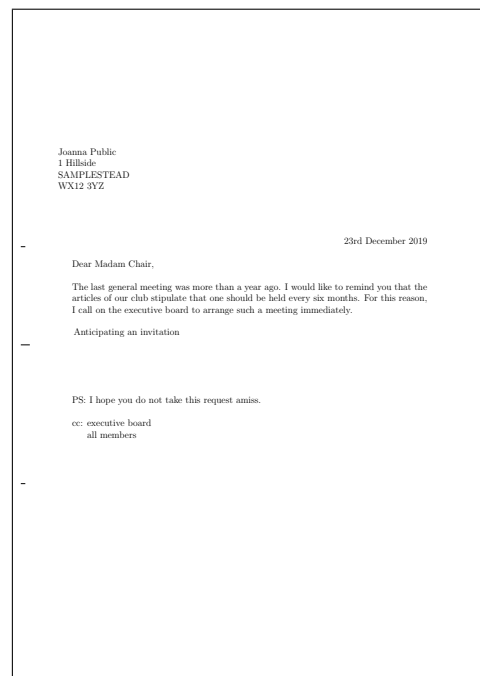 Joanna Public
1 Hillside
SAMPLESTEAD
WX12 3YZ
23rd December 2019
Dear Madam Chair,
The last general meeting was more than a year ago. I would like to remind you that the
articles of our club stipulate that one should be held every six months. For this reason,
I call on the executive board to arrange such a meeting immediately.
Anticipating an invitation
PS: I hope you do not take this request amiss.
cc: executive board
all members